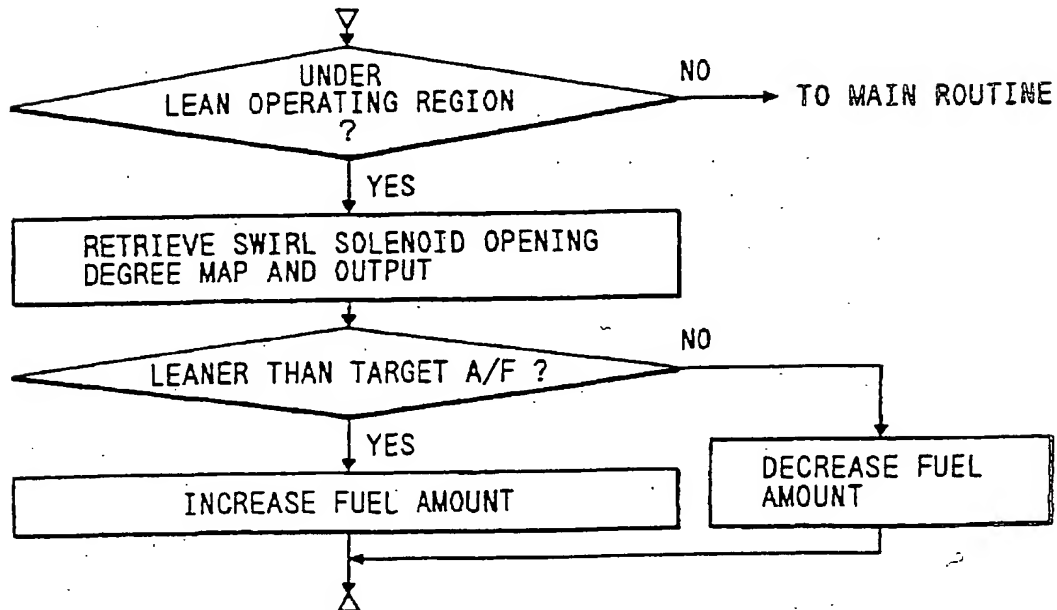 UNDER
LEAN OPERATING REGION
?
NO
TO MAIN ROUTINE
YES
RETRIEVE SWIRL SOLENOID OPENING
DEGREE MAP AND OUTPUT
LEANER THAN TARGET A/F ?
NO
YES
INCREASE FUEL AMOUNT
DECREASE FUEL
AMOUNT